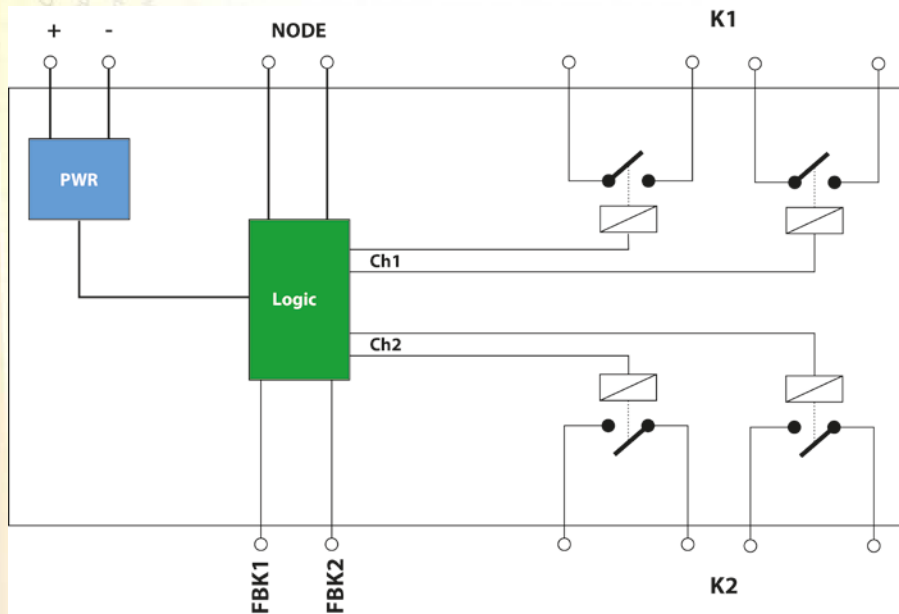 + - NODE K1
PWR
Ch1
Logic
Ch2
FBK1
FBK2
K2